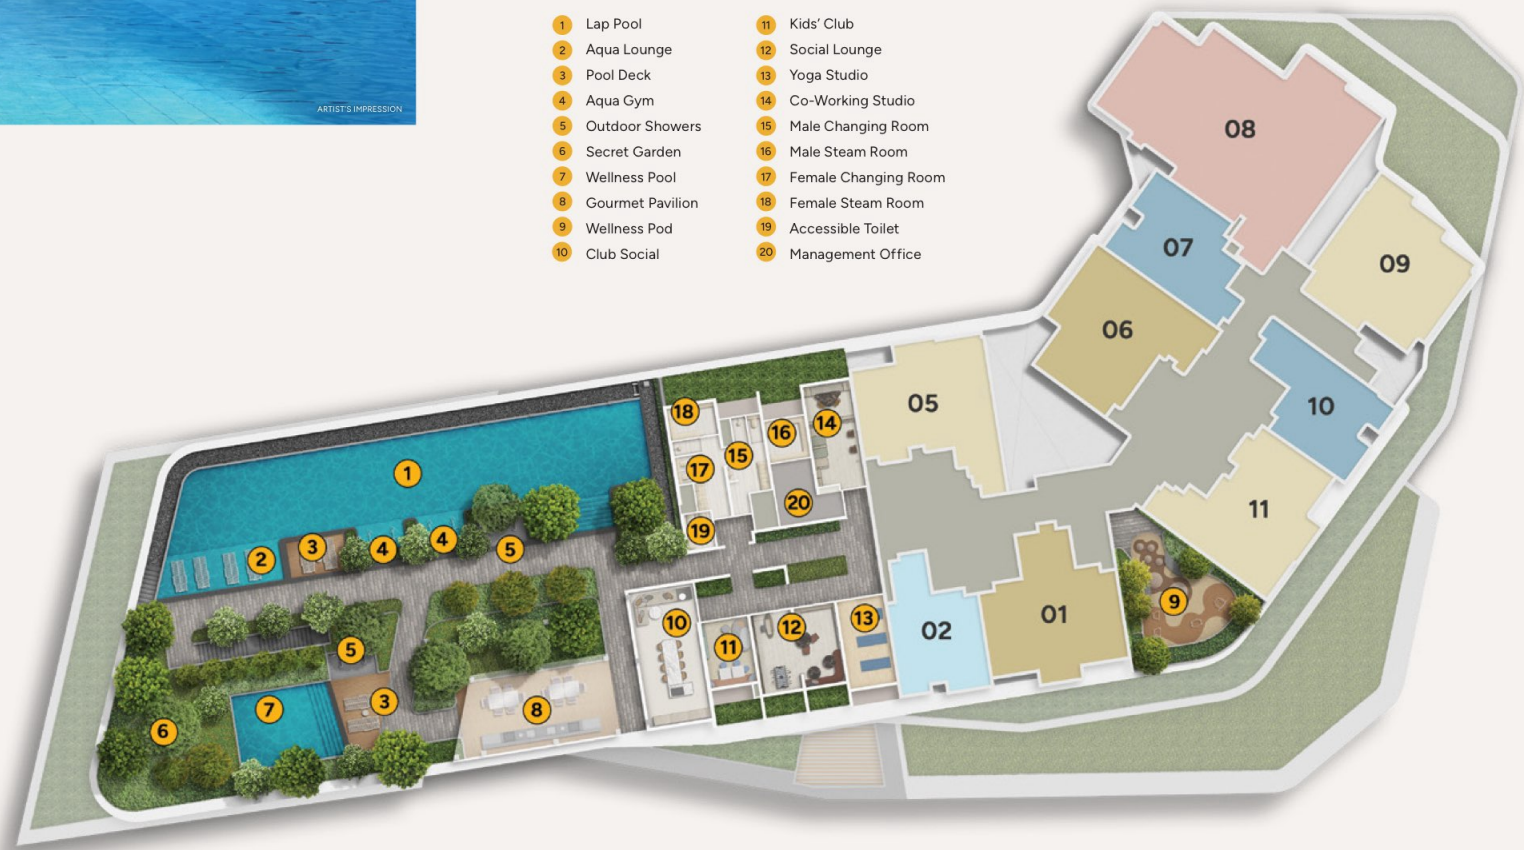 ARTIST'S IMPRESSION
1 Lap Pool
2 Aqua Lounge
3 Pool Deck
4 Aqua Gym
5 Outdoor Showers
6 Secret Garden
7 Wellness Pool
8 Gourmet Pavilion
9 Wellness Pod
10 Club Social
11 Kids' Club
12 Social Lounge
13 Yoga Studio
14 Co-Working Studio
15 Male Changing Room
16 Male Steam Room
17 Female Changing Room
18 Female Steam Room
19 Accessible Toilet
20 Management Office
08
07
09
06
05
10
11
02
01
18
14
16
15
17
1
20
19
4
4
3
5
2
9
13
10
12
11
5
3
7
8
6